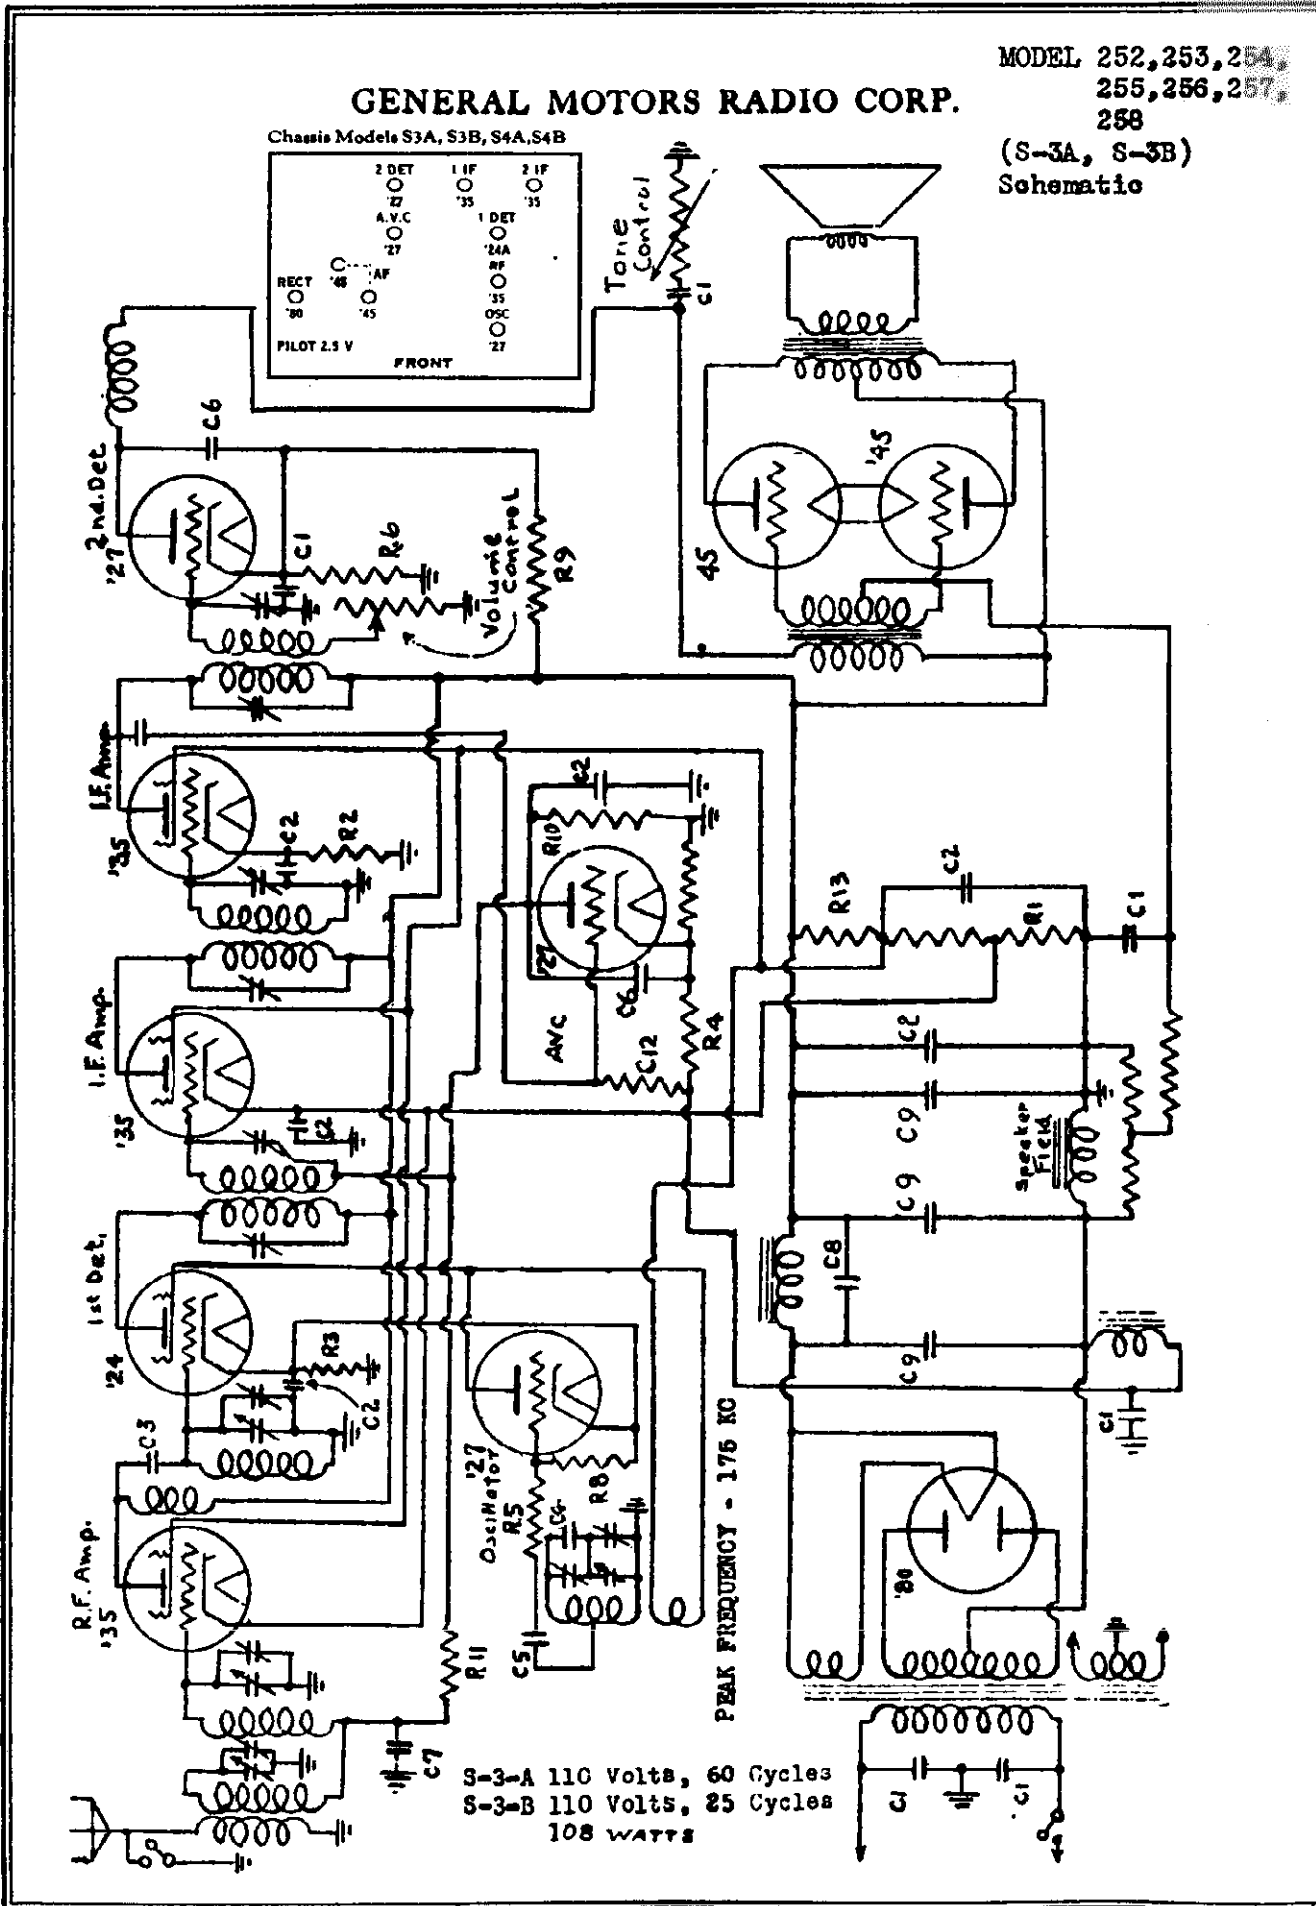 MODEL 252,253,254,
255,256,257,
258
(S-3A, S-3B)
Schematic
GENERAL MOTORS RADIO CORP.
Chassis Models S3A, S3B, S4A,S4B
2 DET
1 IF
2 IF
'27
'35
'35
A.V.C
1 DET
'27
'24A
'45
AF
RF
RECT
'35
'80
'45
OSC
'27
PILOT 2.5 V
FRONT
Tone Control
C1
2nd. Det.
'27
C6
C1
R.6
Volume Control
R9
'45
45
I.F. Amp.
'35
C2
R2
C2
R10
'27
C6
AVC
C12
R4
R13
C2
R1
C1
I.F. Amp.
'35
C2
C2
C9
Speaker Field
C9
C8
C9
1st Det.
'24
R3
C2
C3
'27
Oscillator
R5
R8
C4
C5
C1
R.F. Amp.
'35
R11
C7
PEAK FREQUENCY - 175 KC
'80
C1
C1
S-3-A 110 Volts, 60 Cycles
S-3-B 110 Volts, 25 Cycles
108 WATTS